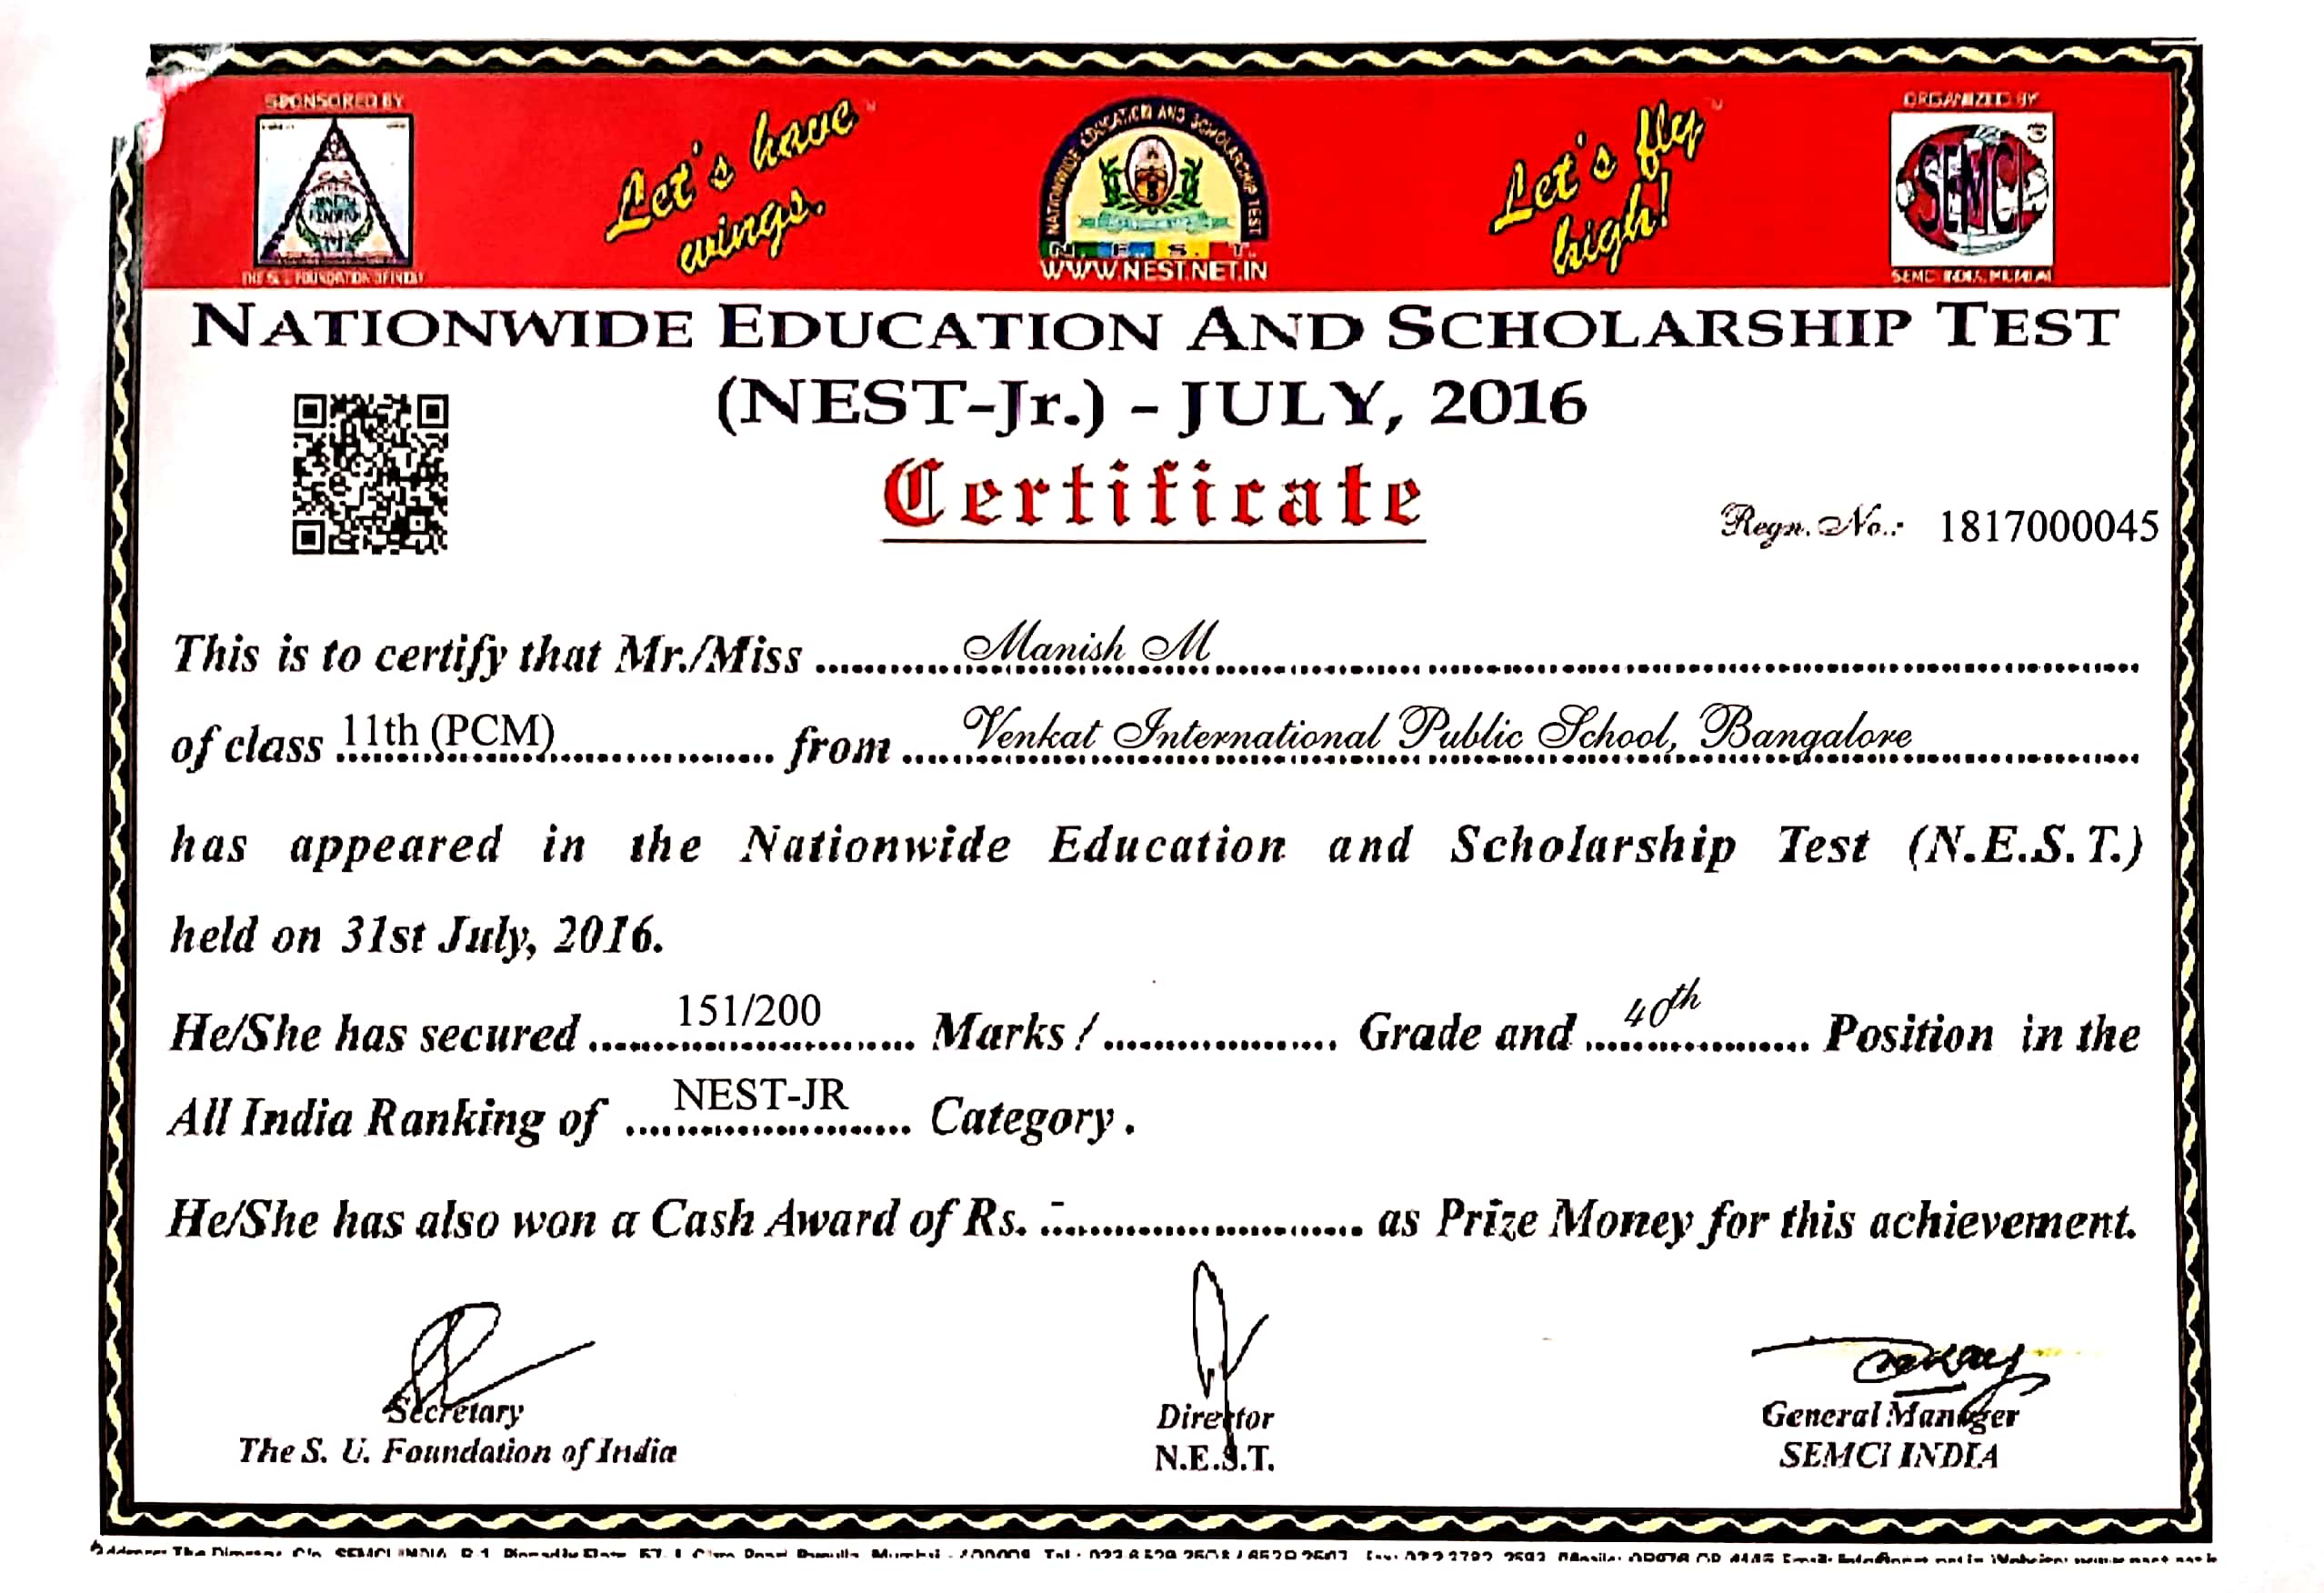 SPONSORED BY
Let's have
wings.
NATIONWIDE EDUCATION AND SCHOLARSHIP TEST
N. E. S. T.
WWW.NEST.NET.IN
Let's fly
high!
ORGANIZED BY
SEMCI
SEMCI INDIA, MUMBAI
NATIONWIDE EDUCATION AND SCHOLARSHIP TEST
(NEST-Jr.) - JULY, 2016
Certificate
Regn. No.: 1817000045
This is to certify that Mr./Miss Manish M
of class 11th (PCM) from Venkat International Public School, Bangalore
has appeared in the Nationwide Education and Scholarship Test (N.E.S.T.)
held on 31st July, 2016.
He/She has secured 151/200 Marks / Grade and 40th Position in the
All India Ranking of NEST-JR Category.
He/She has also won a Cash Award of Rs. - as Prize Money for this achievement.
Secretary
The S. U. Foundation of India
Director
N.E.S.T.
General Manager
SEMCI INDIA